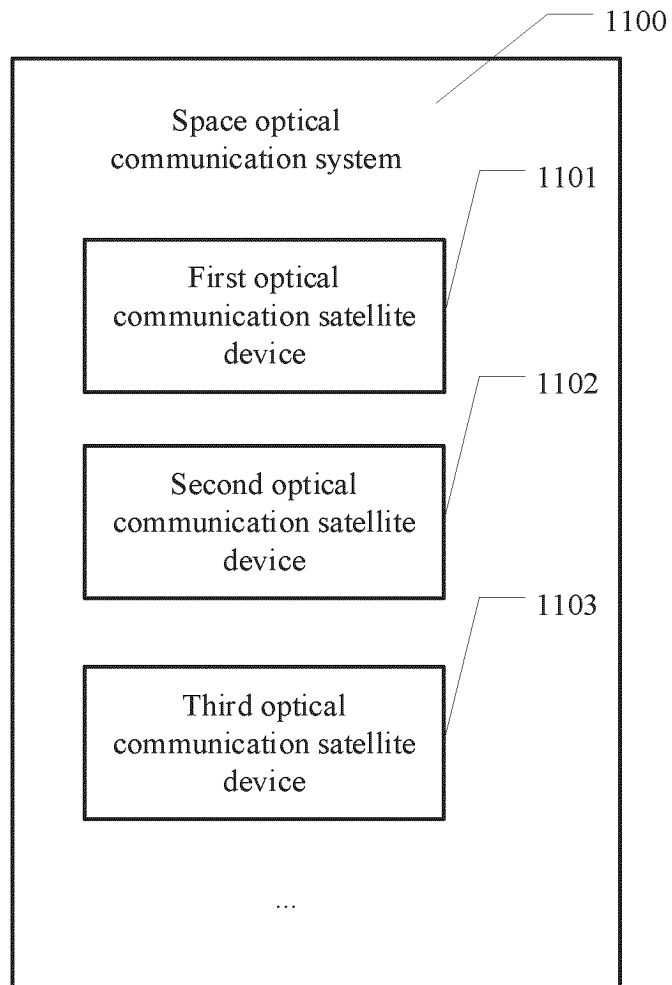 1100
Space optical
communication system
1101
First optical
communication satellite
device
1102
Second optical
communication satellite
device
1103
Third optical
communication satellite
device
...